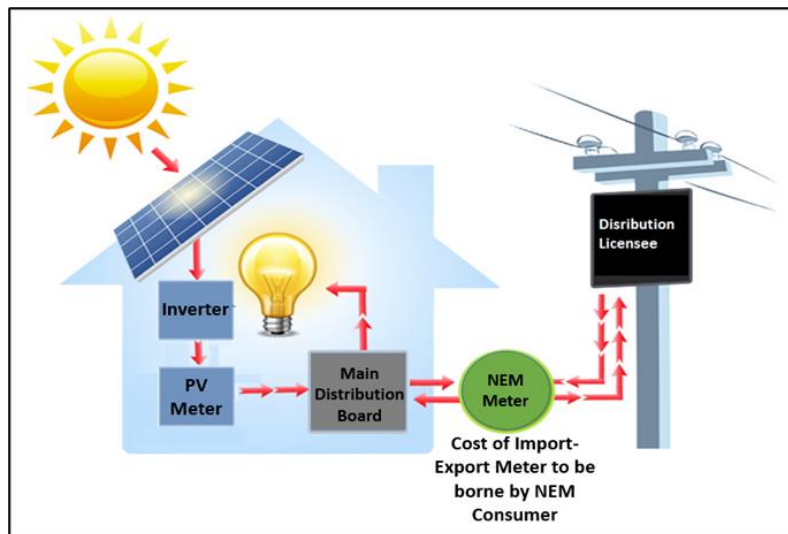 Disribution
Licensee
Inverter
PV
Meter
Main
Distribution
Board
NEM
Meter
Cost of Import-
Export Meter to be
borne by NEM
Consumer